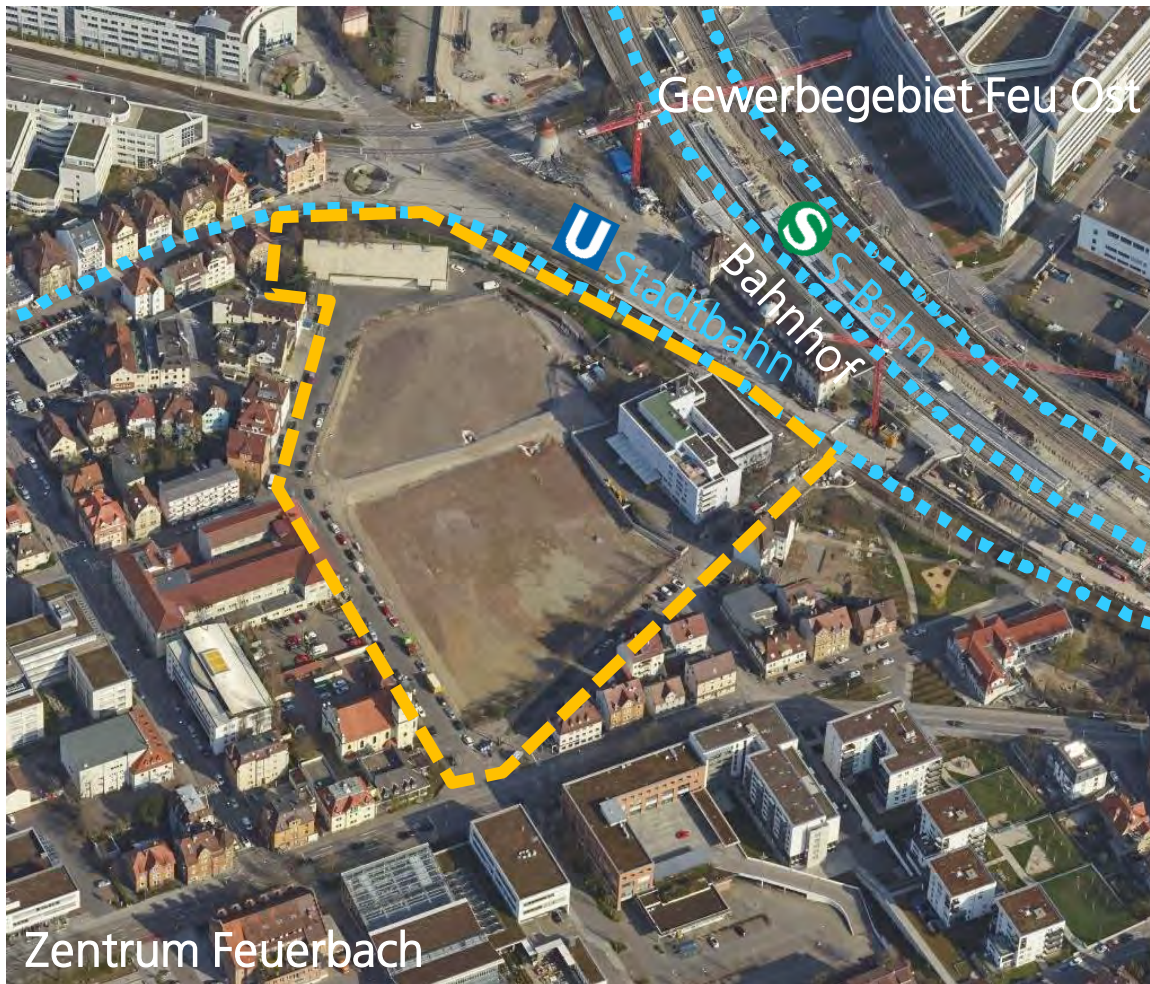 Gewerbegebiet Feu Ost
U
Stadtbahn
S
S-Bahn
Bahnhof
Zentrum Feuerbach